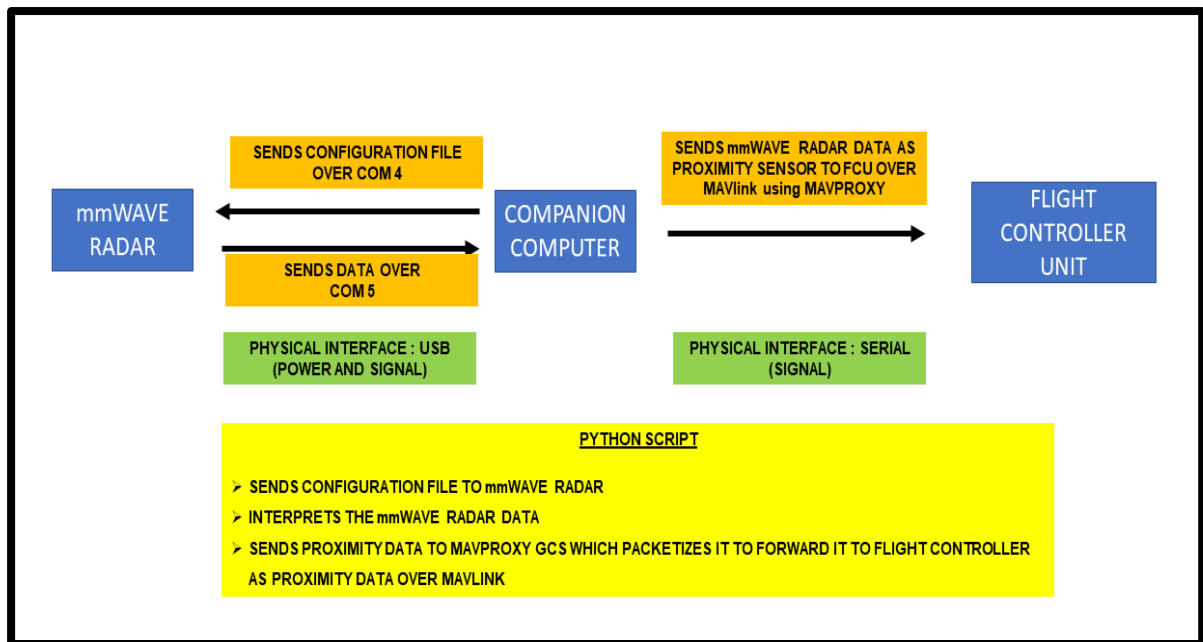 SENDS CONFIGURATION FILE
OVER COM 4
SENDS mmWAVE RADAR DATA AS
PROXIMITY SENSOR TO FCU OVER
MAVlink using MAVPROXY
mmWAVE
RADAR
COMPANION
COMPUTER
FLIGHT
CONTROLLER
UNIT
SENDS DATA OVER
COM 5
PHYSICAL INTERFACE : USB
(POWER AND SIGNAL)
PHYSICAL INTERFACE : SERIAL
(SIGNAL)
PYTHON SCRIPT
➢ SENDS CONFIGURATION FILE TO mmWAVE RADAR
➢ INTERPRETS THE mmWAVE RADAR DATA
➢ SENDS PROXIMITY DATA TO MAVPROXY GCS WHICH PACKETIZES IT TO FORWARD IT TO FLIGHT CONTROLLER
AS PROXIMITY DATA OVER MAVLINK